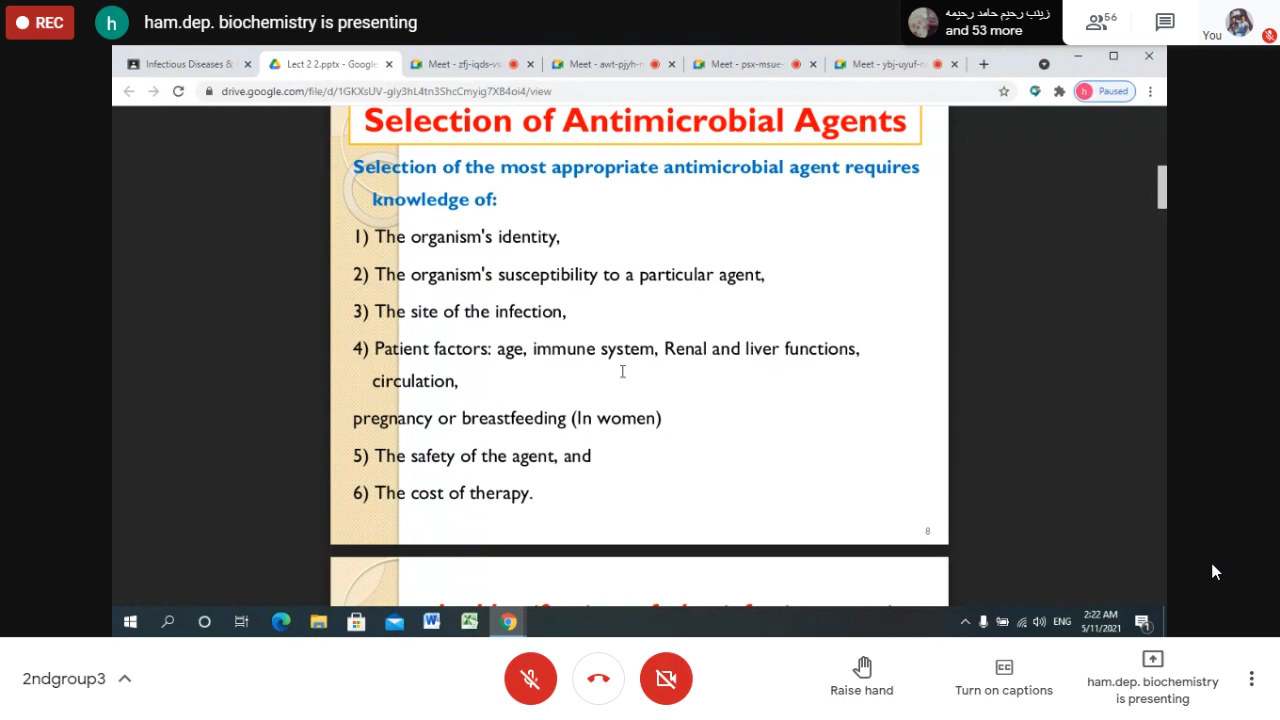 REC
h
ham.dep. biochemistry is presenting
زينب رحيم حامد رحيمه
and 53 more
56
You
Infectious Diseases &
Lect 2 2.pptx - Google
Meet - zfj-iqds-vs
Meet - awt-pjyh-
Meet - psx-msue-
Meet - ybj-uyuf-
drive.google.com/file/d/1GKXsUV-gly3hL4tn3ShcCmyig7XB4oi4/view
h Paused
Selection of Antimicrobial Agents
Selection of the most appropriate antimicrobial agent requires
knowledge of:
1) The organism's identity,
2) The organism's susceptibility to a particular agent,
3) The site of the infection,
4) Patient factors: age, immune system, Renal and liver functions,
circulation,
pregnancy or breastfeeding (In women)
5) The safety of the agent, and
6) The cost of therapy.
8
ENG
2:22 AM
5/11/2021
2ndgroup3
Raise hand
Turn on captions
ham.dep. biochemistry
is presenting